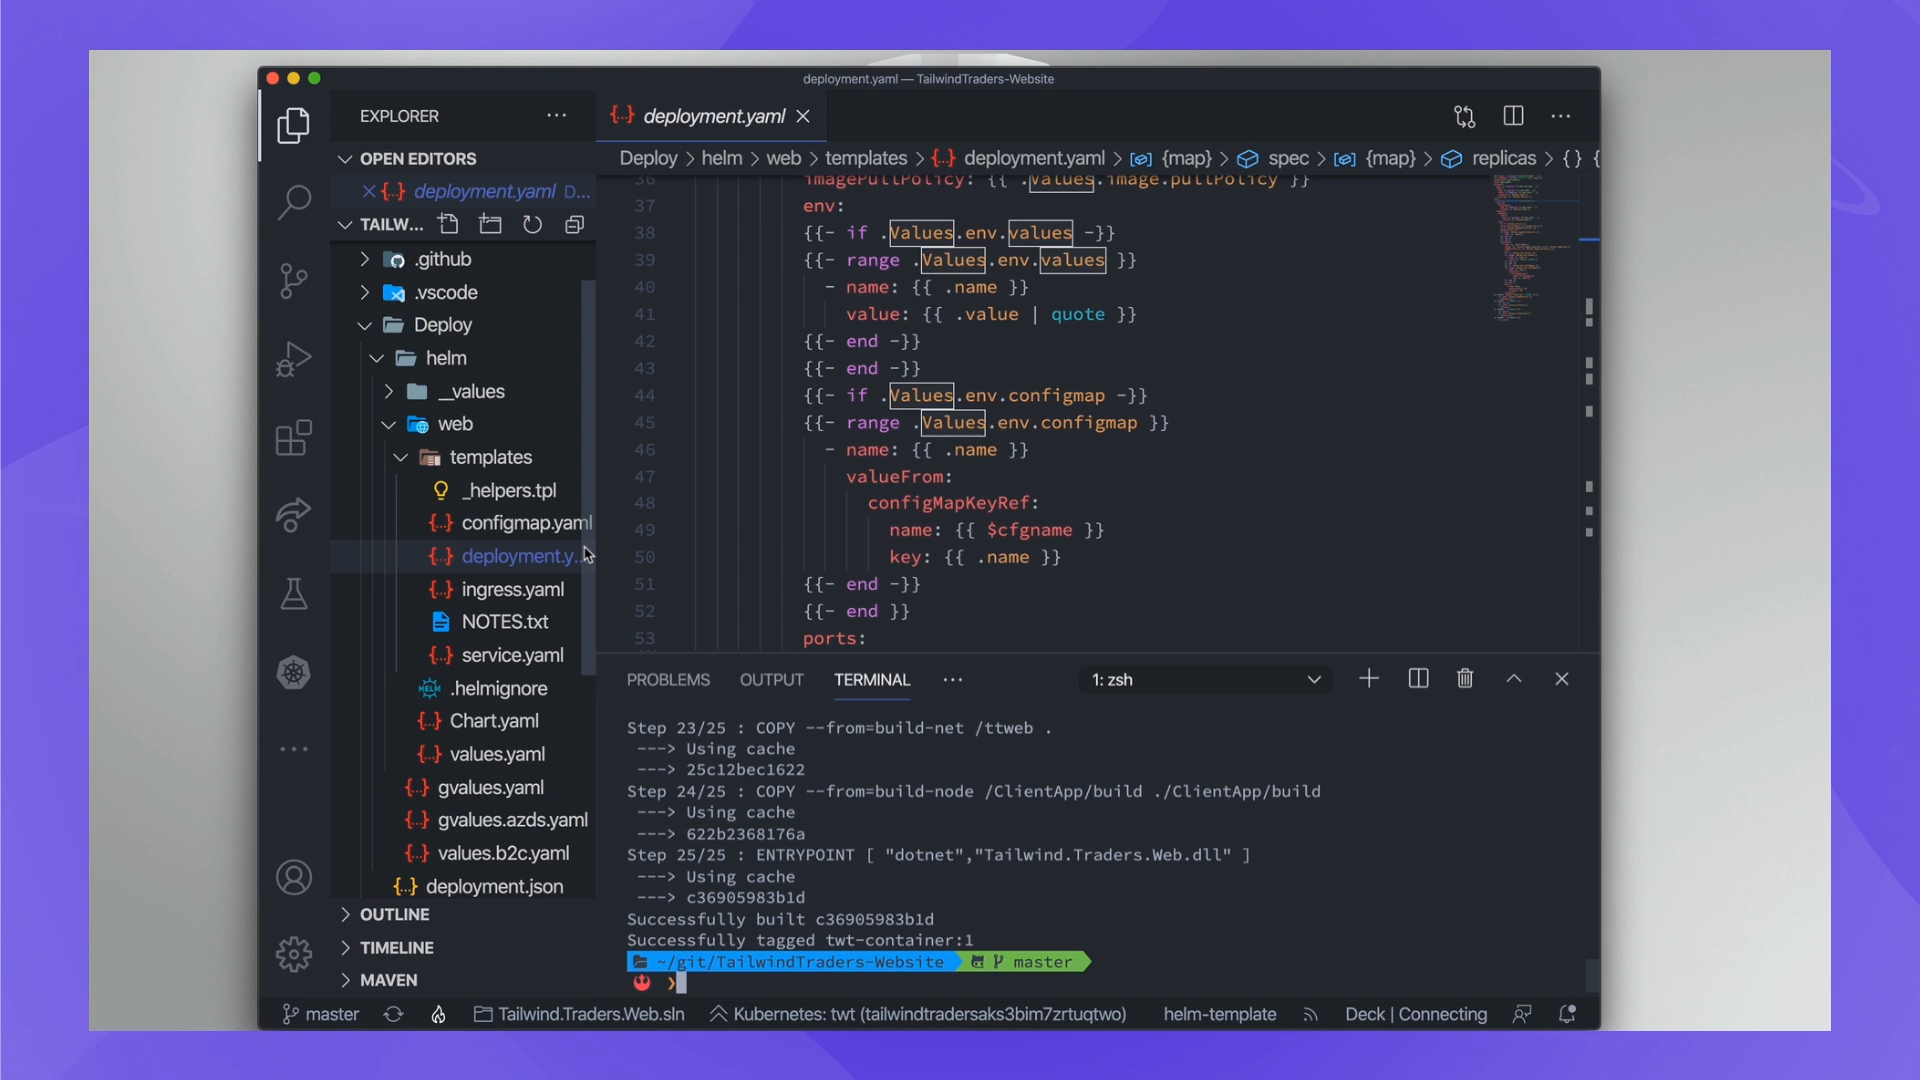 deployment.yaml — TailwindTraders-Website
EXPLORER
deployment.yaml
OPEN EDITORS
Deploy > helm > web > templates > {..} deployment.yaml > {map} > spec > {map} > replicas > {} {
deployment.yaml D...
TAILW...
.github
.vscode
Deploy
helm
__values
web
templates
_helpers.tpl
configmap.yaml
deployment.y...
ingress.yaml
NOTES.txt
service.yaml
HELM .helmignore
Chart.yaml
values.yaml
gvalues.yaml
gvalues.azds.yaml
values.b2c.yaml
deployment.json
OUTLINE
TIMELINE
MAVEN
36 imagePullPolicy: {{ .Values.image.pullPolicy }}
37 env:
38 {{- if .Values.env.values -}}
39 {{- range .Values.env.values }}
40 - name: {{ .name }}
41 value: {{ .value | quote }}
42 {{- end -}}
43 {{- end -}}
44 {{- if .Values.env.configmap -}}
45 {{- range .Values.env.configmap }}
46 - name: {{ .name }}
47 valueFrom:
48 configMapKeyRef:
49 name: {{ $cfgname }}
50 key: {{ .name }}
51 {{- end -}}
52 {{- end }}
53 ports:
PROBLEMS OUTPUT TERMINAL ··· 1: zsh
Step 23/25 : COPY --from=build-net /ttweb .
---> Using cache
---> 25c12bec1622
Step 24/25 : COPY --from=build-node /ClientApp/build ./ClientApp/build
---> Using cache
---> 622b2368176a
Step 25/25 : ENTRYPOINT [ "dotnet","Tailwind.Traders.Web.dll" ]
---> Using cache
---> c36905983b1d
Successfully built c36905983b1d
Successfully tagged twt-container:1
~/git/TailwindTraders-Website master
master Tailwind.Traders.Web.sln Kubernetes: twt (tailwindtradersaks3bim7zrtuqtwo) helm-template Deck | Connecting